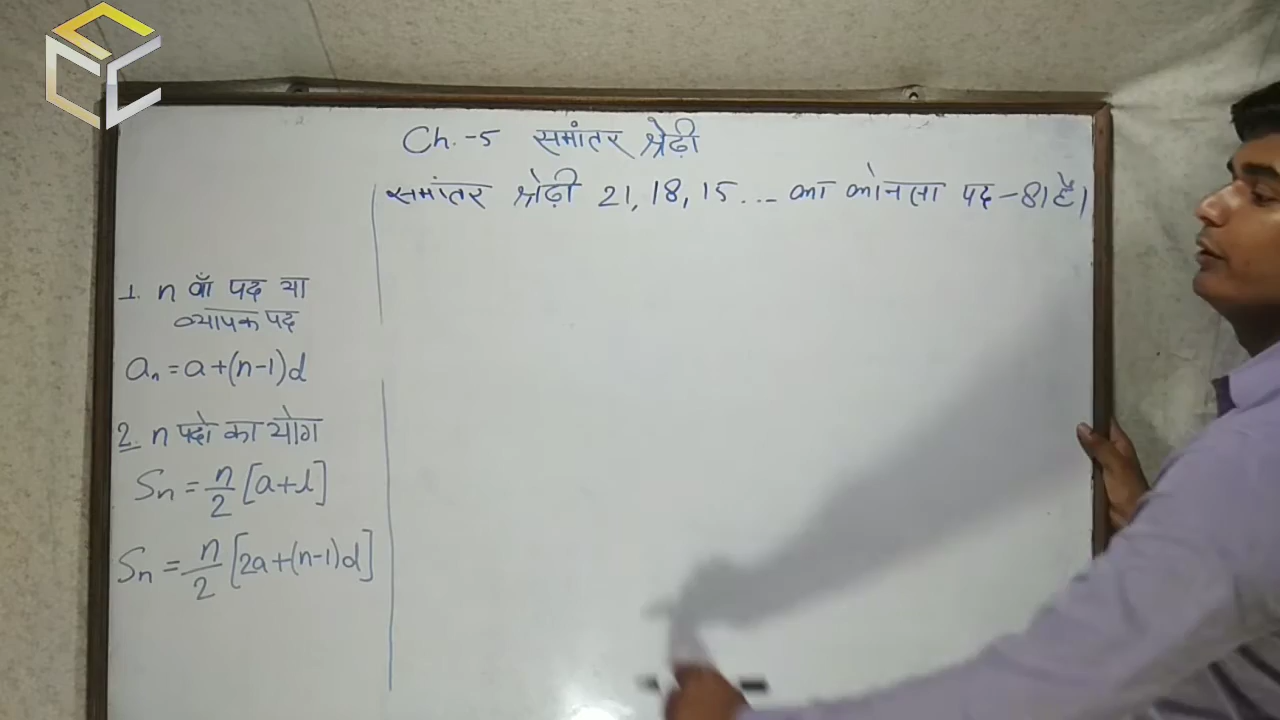 Ch.-5 समांतर श्रेढ़ी
समांतर श्रेढ़ी 21, 18, 15... का कोनसा पद -81 है।
1. n वाँ पद या
व्यापक पद
aₙ = a+(n-1)d
2. n पदो का योग
Sₙ = n/2 [a+l]
Sₙ = n/2 [2a+(n-1)d]